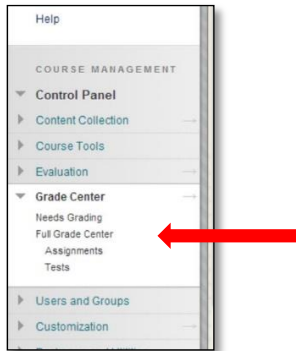 Help
COURSE MANAGEMENT
Control Panel
Content Collection
Course Tools
Evaluation
Grade Center
Needs Grading
Full Grade Center
Assignments
Tests
Users and Groups
Customization